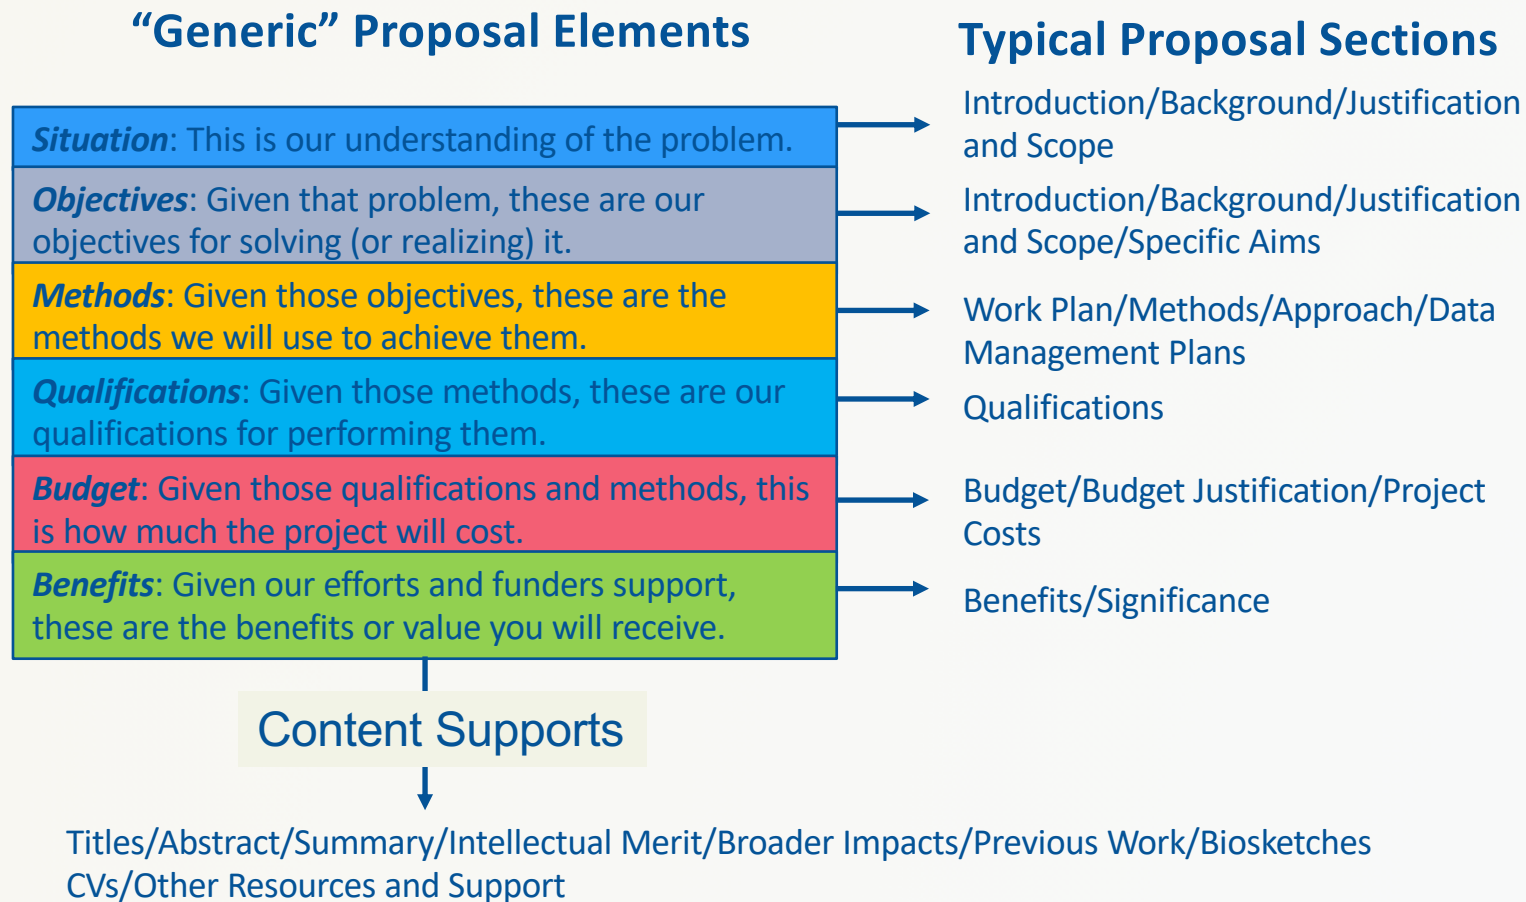 “Generic” Proposal Elements
Typical Proposal Sections
Situation: This is our understanding of the problem.
Introduction/Background/Justification
and Scope
Objectives: Given that problem, these are our
objectives for solving (or realizing) it.
Introduction/Background/Justification
and Scope/Specific Aims
Methods: Given those objectives, these are the
methods we will use to achieve them.
Work Plan/Methods/Approach/Data
Management Plans
Qualifications: Given those methods, these are our
qualifications for performing them.
Qualifications
Budget: Given those qualifications and methods, this
is how much the project will cost.
Budget/Budget Justification/Project
Costs
Benefits: Given our efforts and funders support,
these are the benefits or value you will receive.
Benefits/Significance
Content Supports
Titles/Abstract/Summary/Intellectual Merit/Broader Impacts/Previous Work/Biosketches
CVs/Other Resources and Support